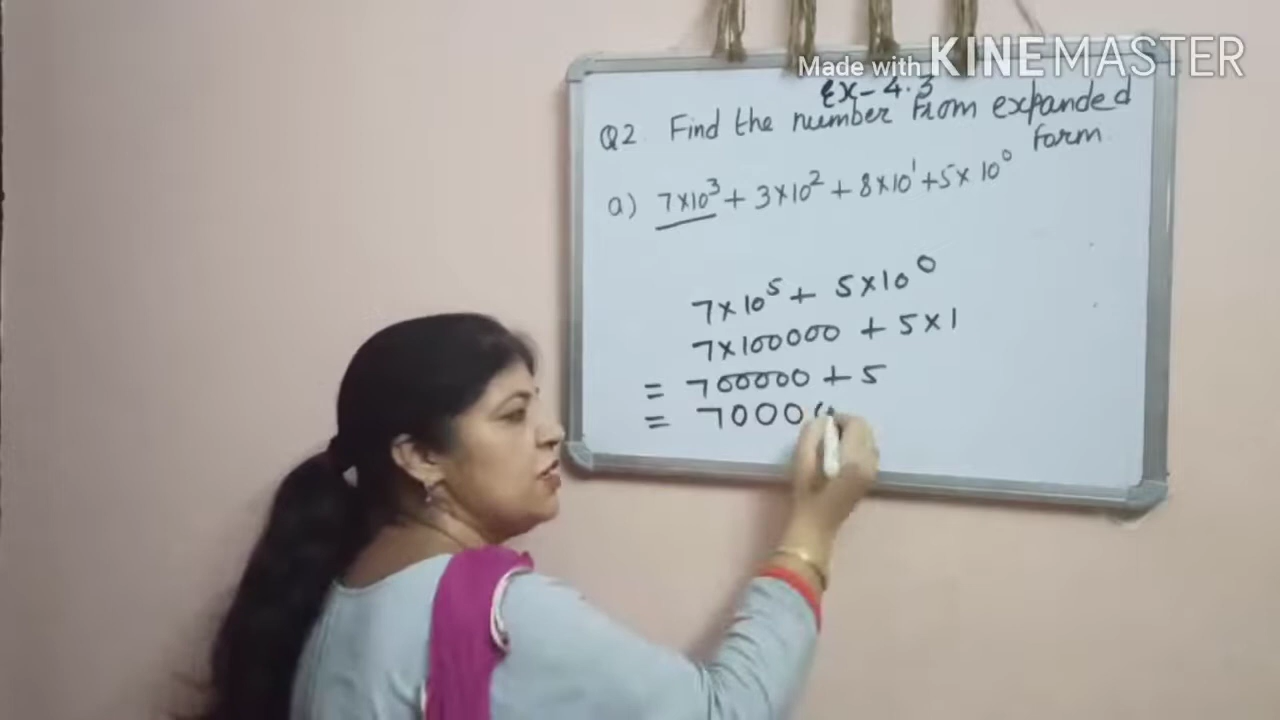 Made with KINEMASTER
Ex-4.3
Q2 Find the number from expanded
form
a) 7×10³ + 3×10² + 8×10¹ + 5×10⁰
7×10⁵ + 5×10⁰
7×100000 + 5×1
= 700000 + 5
= 7000